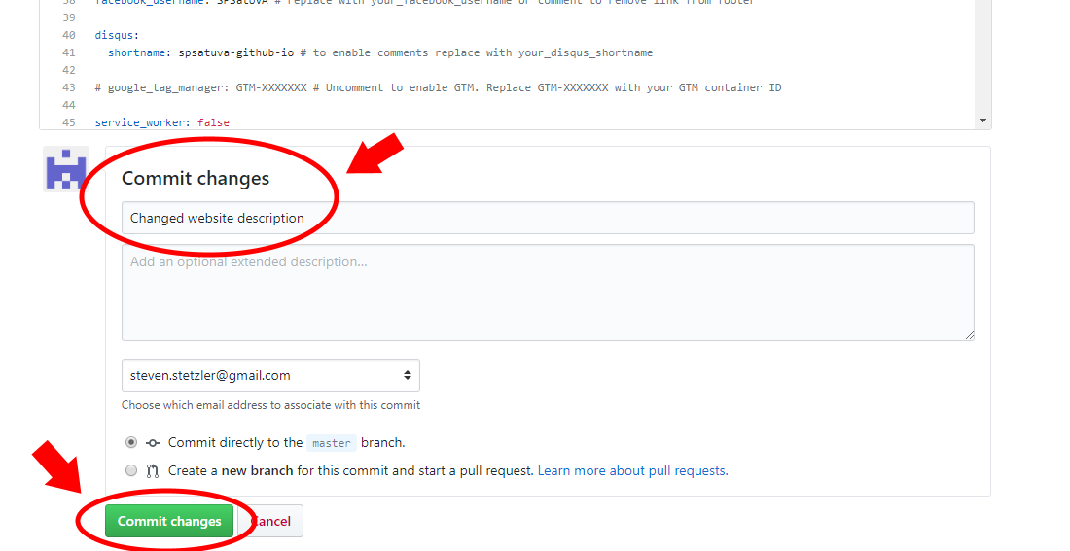 38 facebook_username: SPSatUVA # replace with your_facebook_username or comment to remove link from footer
39
40 disqus:
41 shortname: spsatuva-github-io # to enable comments replace with your_disqus_shortname
42
43 # google_tag_manager: GTM-XXXXXXX # Uncomment to enable GTM. Replace GTM-XXXXXXX with your GTM container ID
44
45 service_worker: false
Commit changes
Changed website description
Add an optional extended description...
steven.stetzler@gmail.com
Choose which email address to associate with this commit
Commit directly to the master branch.
Create a new branch for this commit and start a pull request. Learn more about pull requests.
Commit changes Cancel